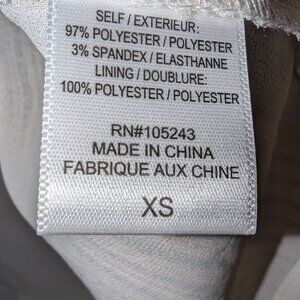 SELF / EXTERIEUR:
97% POLYESTER / POLYESTER
3% SPANDEX / ELASTHANNE
LINING / DOUBLURE:
100% POLYESTER / POLYESTER
RN#105243
MADE IN CHINA
FABRIQUE AUX CHINE
XS